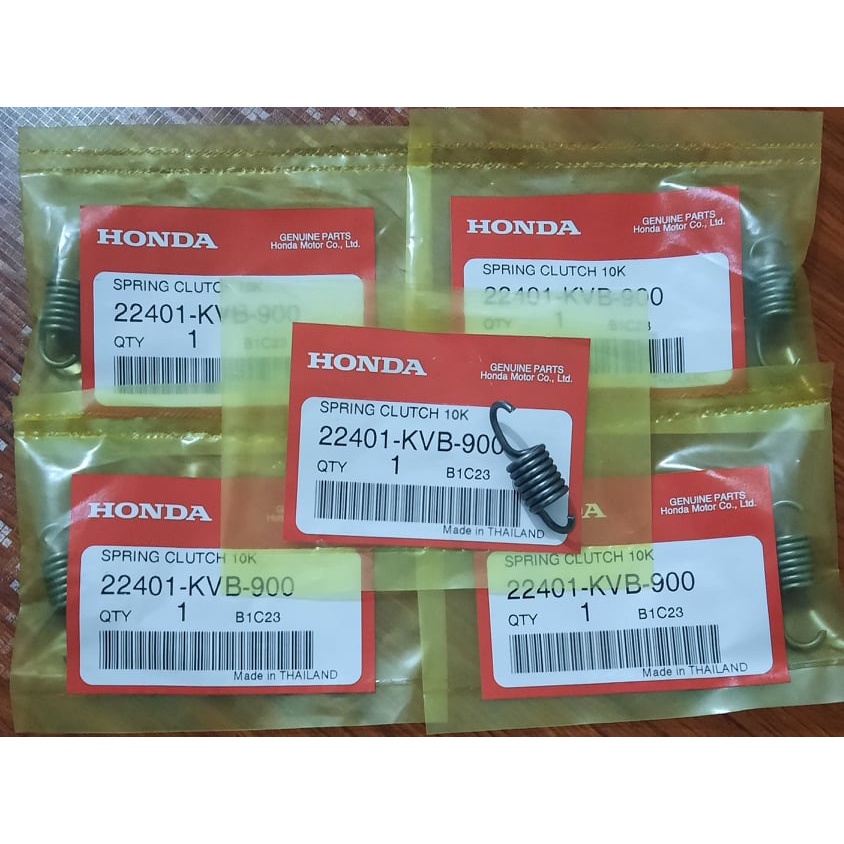 HONDA
GENUINE PARTS
Honda Motor Co., Ltd.
SPRING CLUTCH 10K
22401-KVB-900
QTY 1 B1C23
HONDA
GENUINE PARTS
Honda Motor Co., Ltd.
SPRING CLUTCH 10K
22401-KVB-900
QTY 1 B1C23
HONDA
GENUINE PARTS
Honda Motor Co., Ltd.
SPRING CLUTCH 10K
22401-KVB-900
QTY 1 B1C23
Made in THAILAND
HONDA
SPRING CLUTCH 10K
22401-KVB-900
QTY 1 B1C23
Made in THAILAND
GENUINE PARTS
Honda Motor Co., Ltd.
SPRING CLUTCH 10K
22401-KVB-900
QTY 1 B1C23
Made in THAILAND